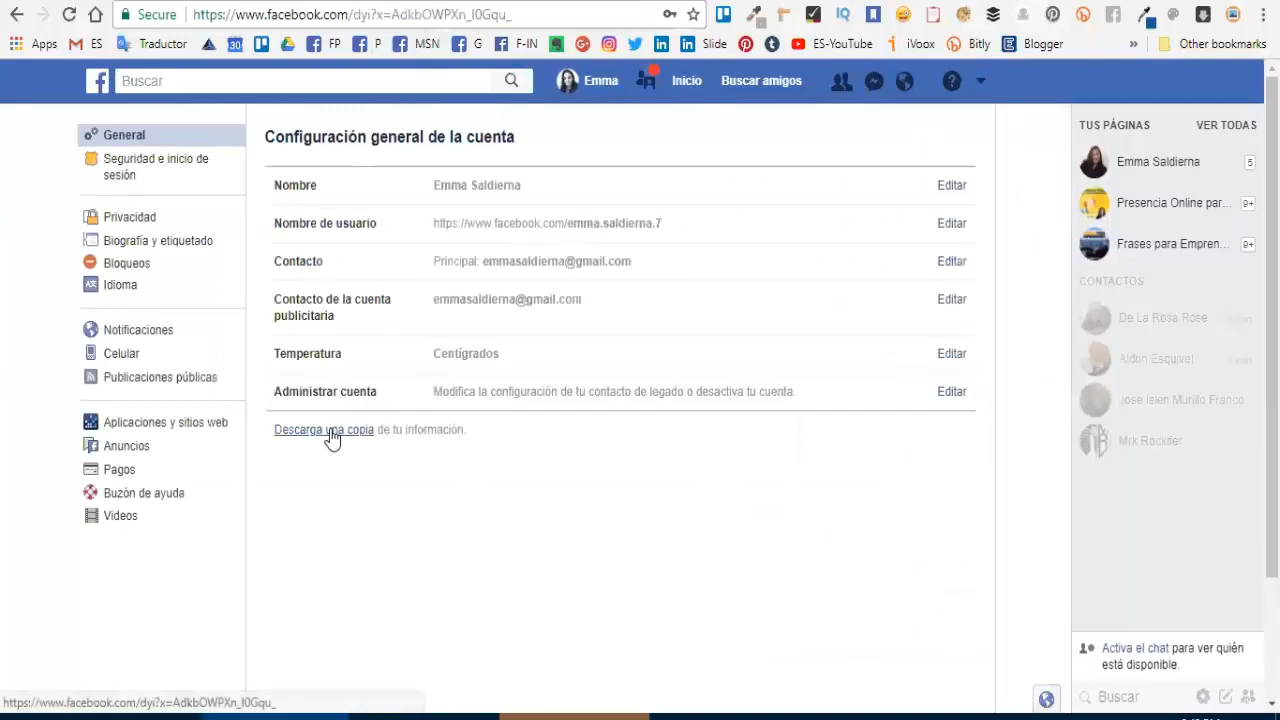 Secure https://www.facebook.com/dyi?x=AdkbOWPXn_I0Gqu_
Apps ES Traductor FP P MSN G F-IN Slide ES-YouTube iVoox Bitly Blogger » Other bookmarks
Buscar Emma Inicio Buscar amigos
General
Seguridad e inicio de
sesión
Privacidad
Biografía y etiquetado
Bloqueos
Idioma
Notificaciones
Celular
Publicaciones públicas
Aplicaciones y sitios web
Anuncios
Pagos
Buzón de ayuda
Videos
Configuración general de la cuenta
Nombre Emma Saldierna Editar
Nombre de usuario https://www.facebook.com/emma.saldierna.7 Editar
Contacto Principal: emmasaldierna@gmail.com Editar
Contacto de la cuenta
publicitaria emmasaldierna@gmail.com Editar
Temperatura Centígrados Editar
Administrar cuenta Modifica la configuración de tu contacto de legado o desactiva tu cuenta. Editar
Descarga una copia de tu información.
TUS PÁGINAS VER TODAS
Emma Saldierna 5
Presencia Online par... 9+
Frases para Empren... 9+
CONTACTOS
De La Rosa Rose
Aldon Esquivel
Jose Islen Murillo Franco
Mrk Rockifer
Activa el chat para ver quién
está disponible.
Buscar
https://www.facebook.com/dyi?x=AdkbOWPXn_I0Gqu_